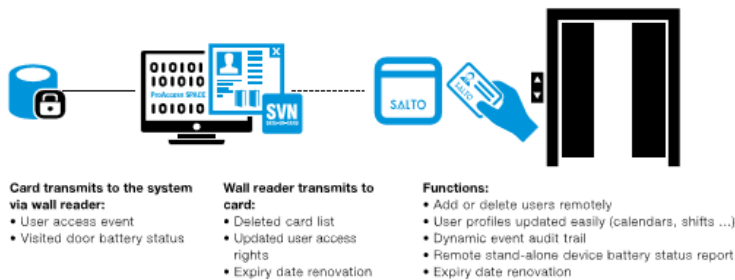 010101
101010
ProAccess SPACE
101010
SVN
SALTO
SALTO
Card transmits to the system
via wall reader:
• User access event
• Visited door battery status
Wall reader transmits to
card:
• Deleted card list
• Updated user access
rights
• Expiry date renovation
Functions:
• Add or delete users remotely
• User profiles updated easily (calendars, shifts ...)
• Dynamic event audit trail
• Remote stand-alone device battery status report
• Expiry date renovation